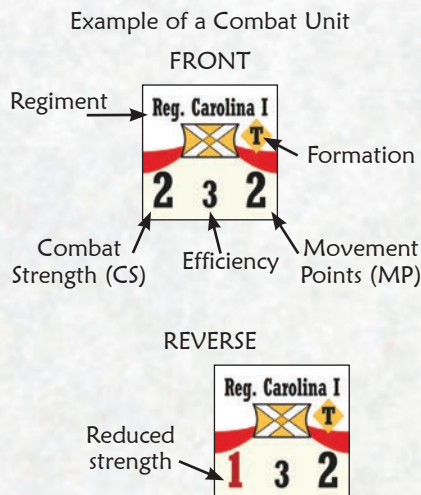 Example of a Combat Unit
FRONT
Regiment
Reg. Carolina I
T
Formation
2 3 2
Combat
Strength (CS)
Efficiency
Movement
Points (MP)
REVERSE
Reg. Carolina I
T
Reduced
strength
1 3 2